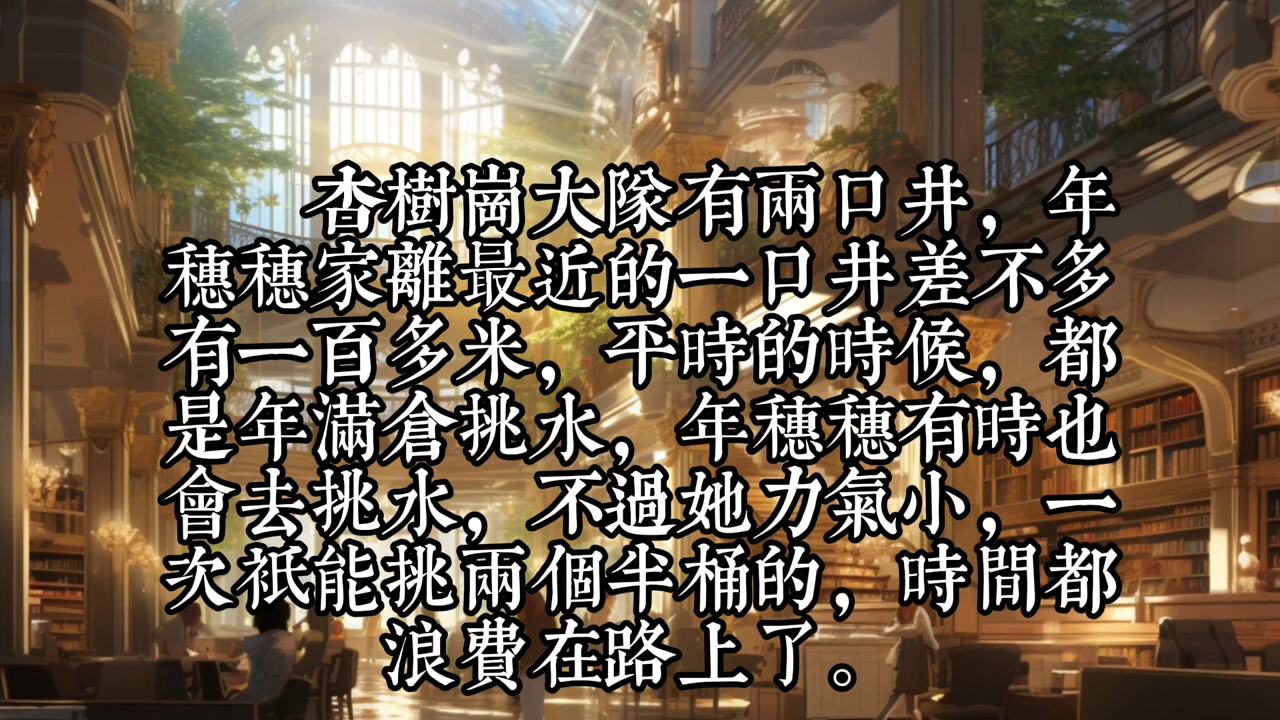 杏樹崗大隊有兩口井，年
穗穗家離最近的一口井差不多
有一百多米，平時的時候，都
是年滿倉挑水，年穗穗有時也
會去挑水，不過她力氣小，一
次衹能挑兩個半桶的，時間都
浪費在路上了。